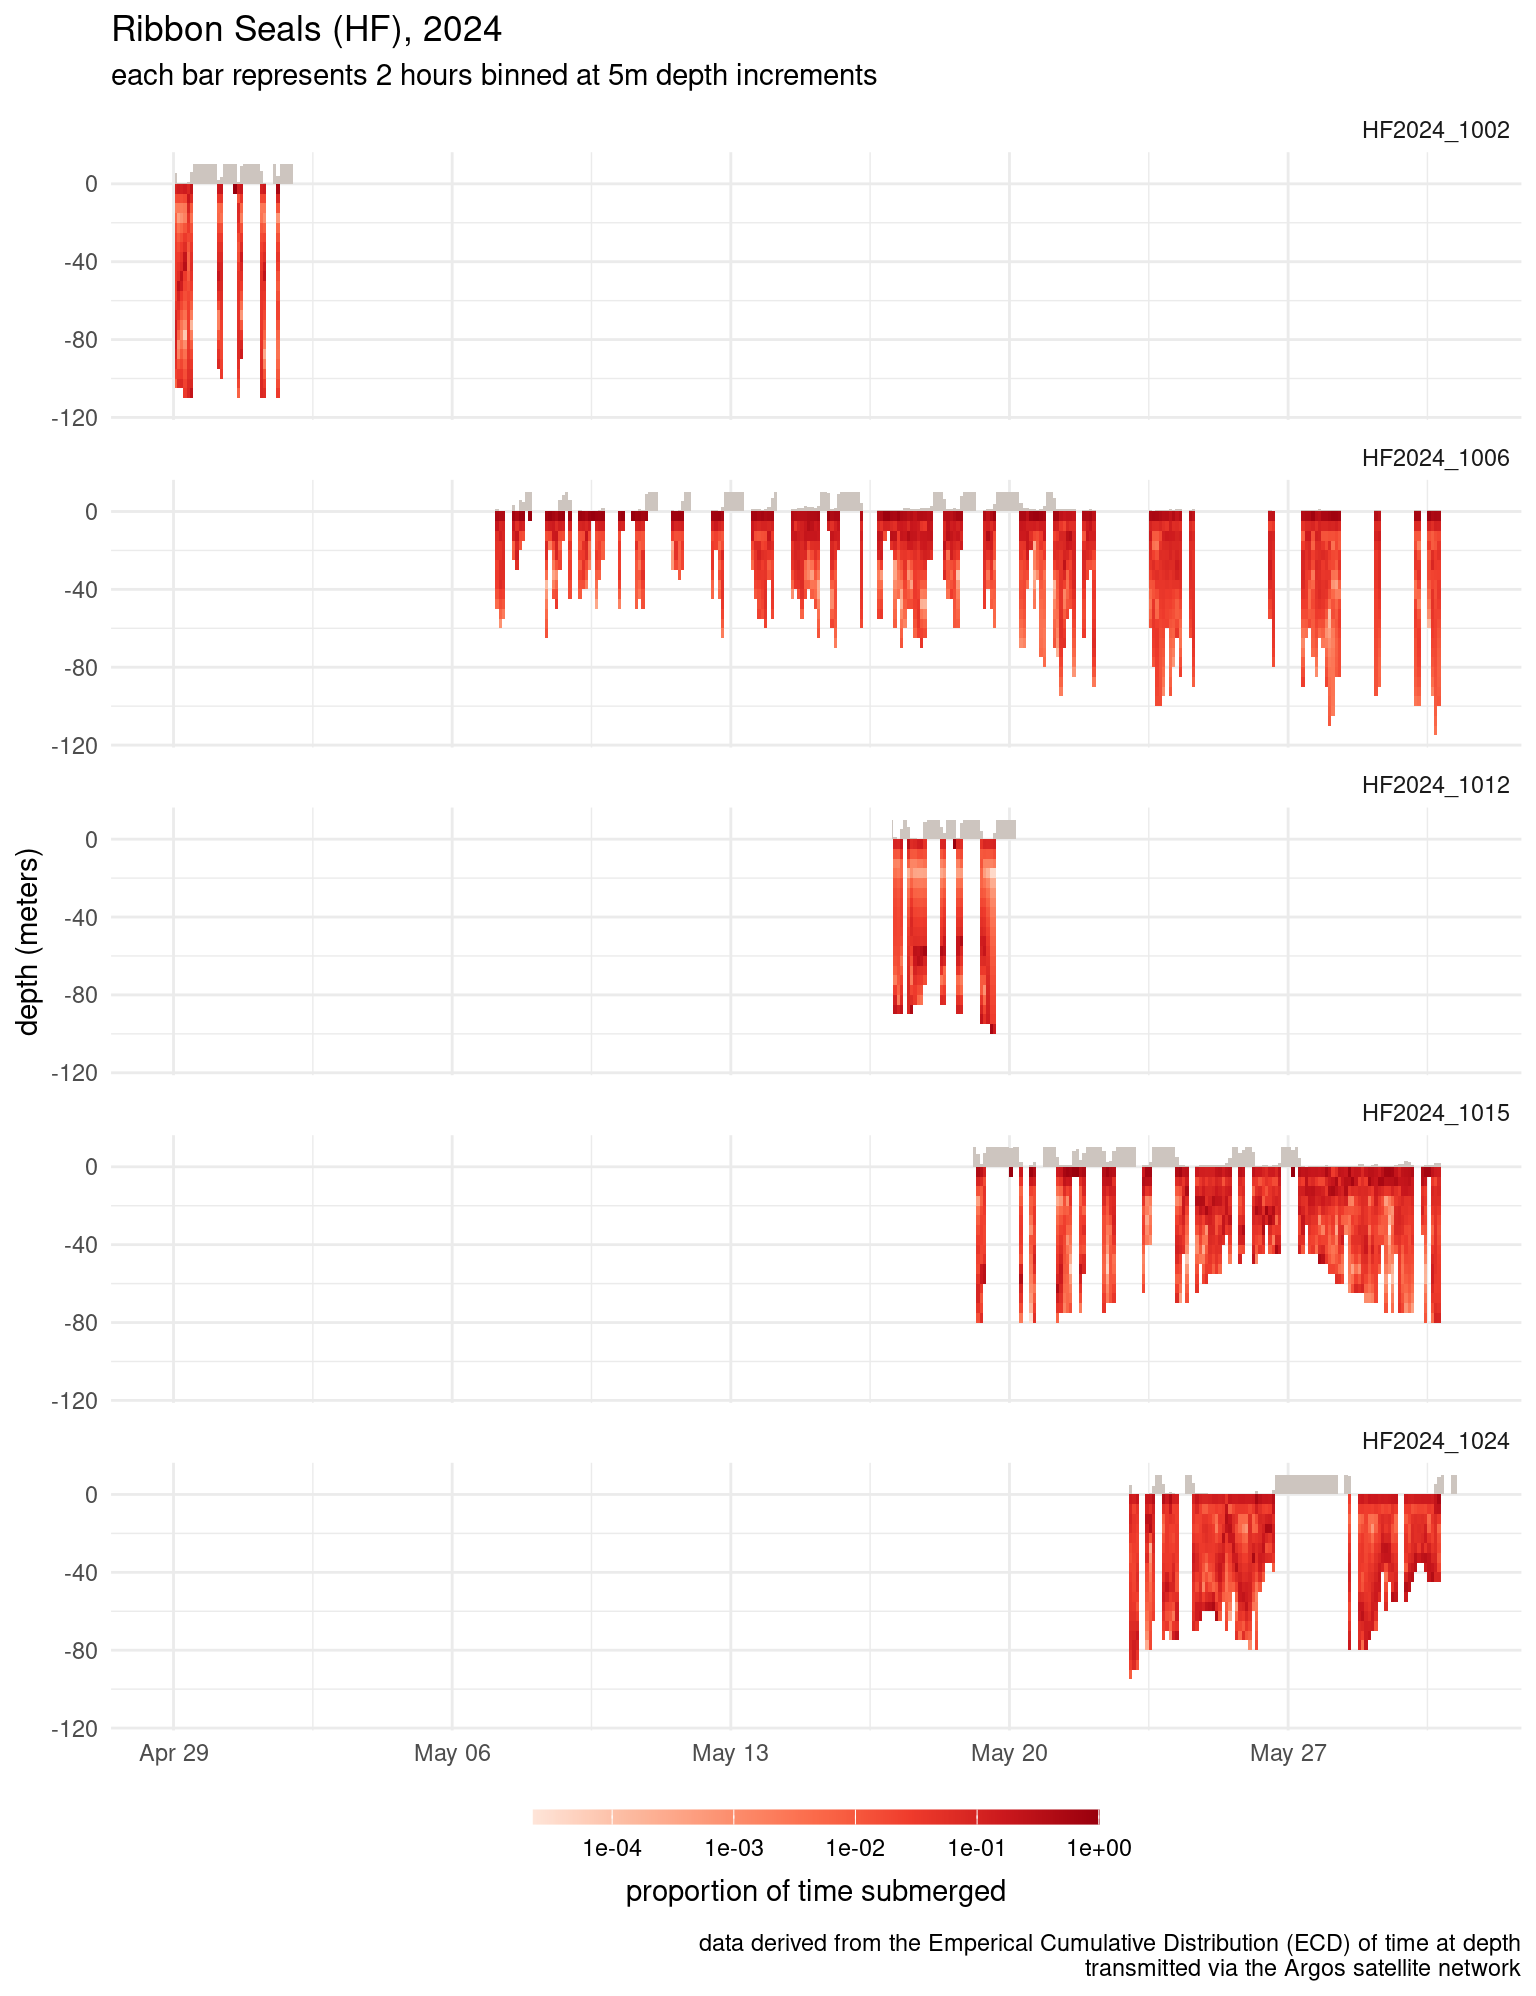 Ribbon Seals (HF), 2024
each bar represents 2 hours binned at 5m depth increments
HF2024_1002
0
-40
-80
-120
HF2024_1006
0
-40
-80
-120
HF2024_1012
0
-40
-80
-120
HF2024_1015
0
-40
-80
-120
HF2024_1024
0
-40
-80
-120
depth (meters)
Apr 29 May 06 May 13 May 20 May 27
1e-04 1e-03 1e-02 1e-01 1e+00
proportion of time submerged
data derived from the Emperical Cumulative Distribution (ECD) of time at depth
transmitted via the Argos satellite network